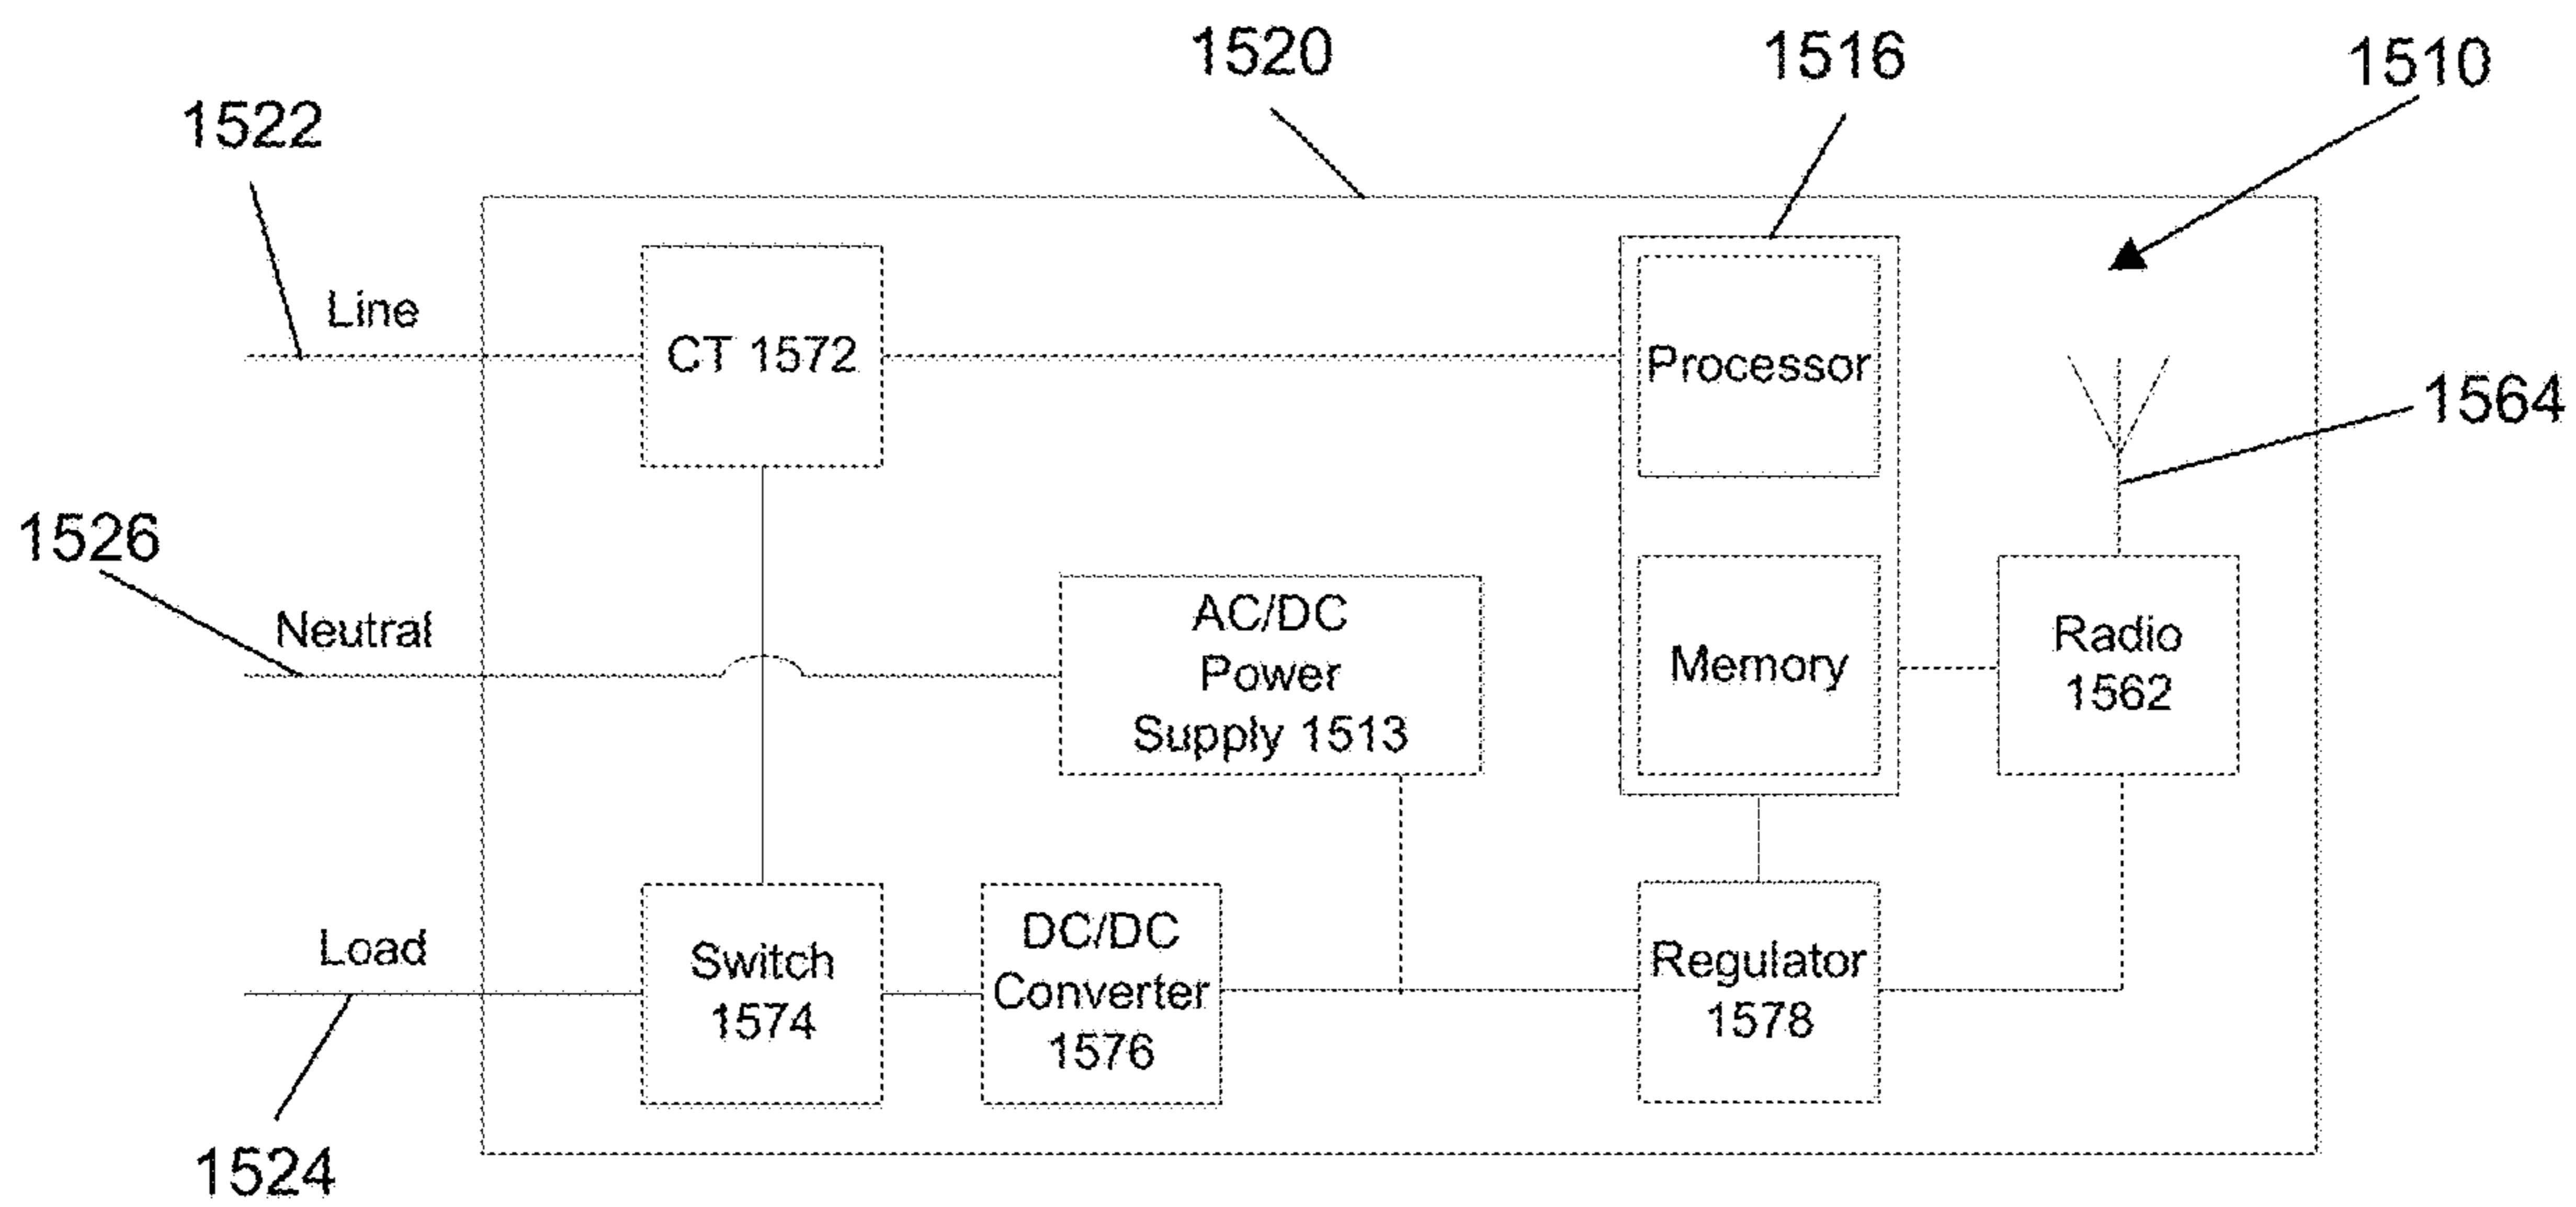 1520
1516
1510
1522
Line
CT 1572
Processor
1564
1526
Neutral
AC/DC
Power
Supply 1513
Memory
Radio
1562
Load
Switch
1574
DC/DC
Converter
1576
Regulator
1578
1524